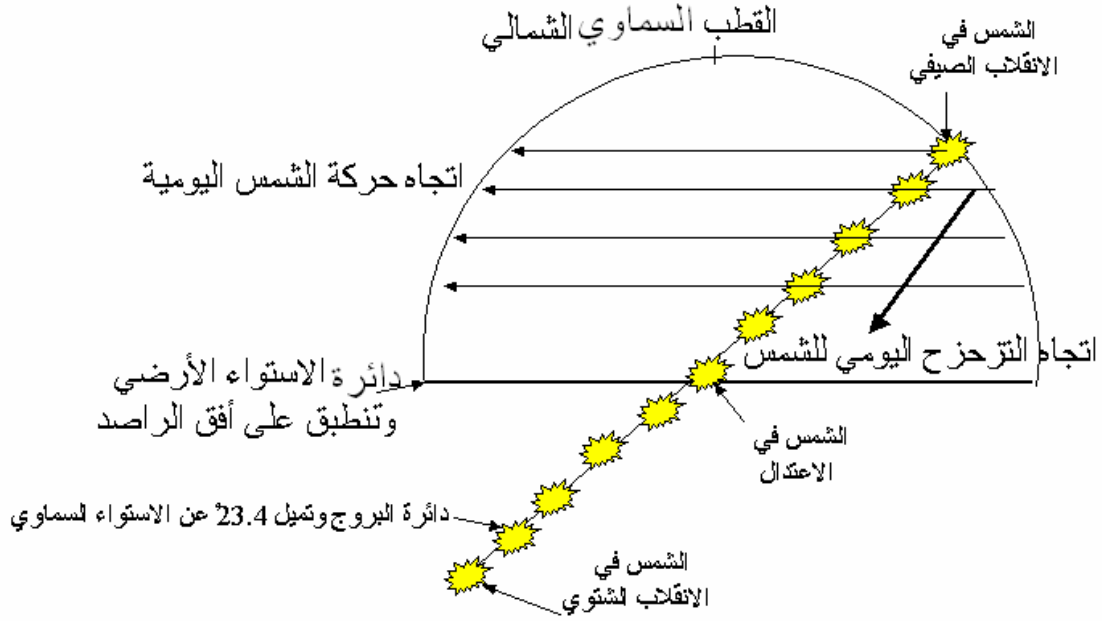 القطب السماوي الشمالي
الشمس في
الانقلاب الصيفي
اتجاه حركة الشمس اليومية
اتجاه التزحزح اليومي للشمس
دائرة الاستواء الأرضي
وتنطبق على أفق الراصد
الشمس في
الاعتدال
دائرة البروج وتميل 23.4° عن الاستواء السماوي
الشمس في
الانقلاب الشتوي